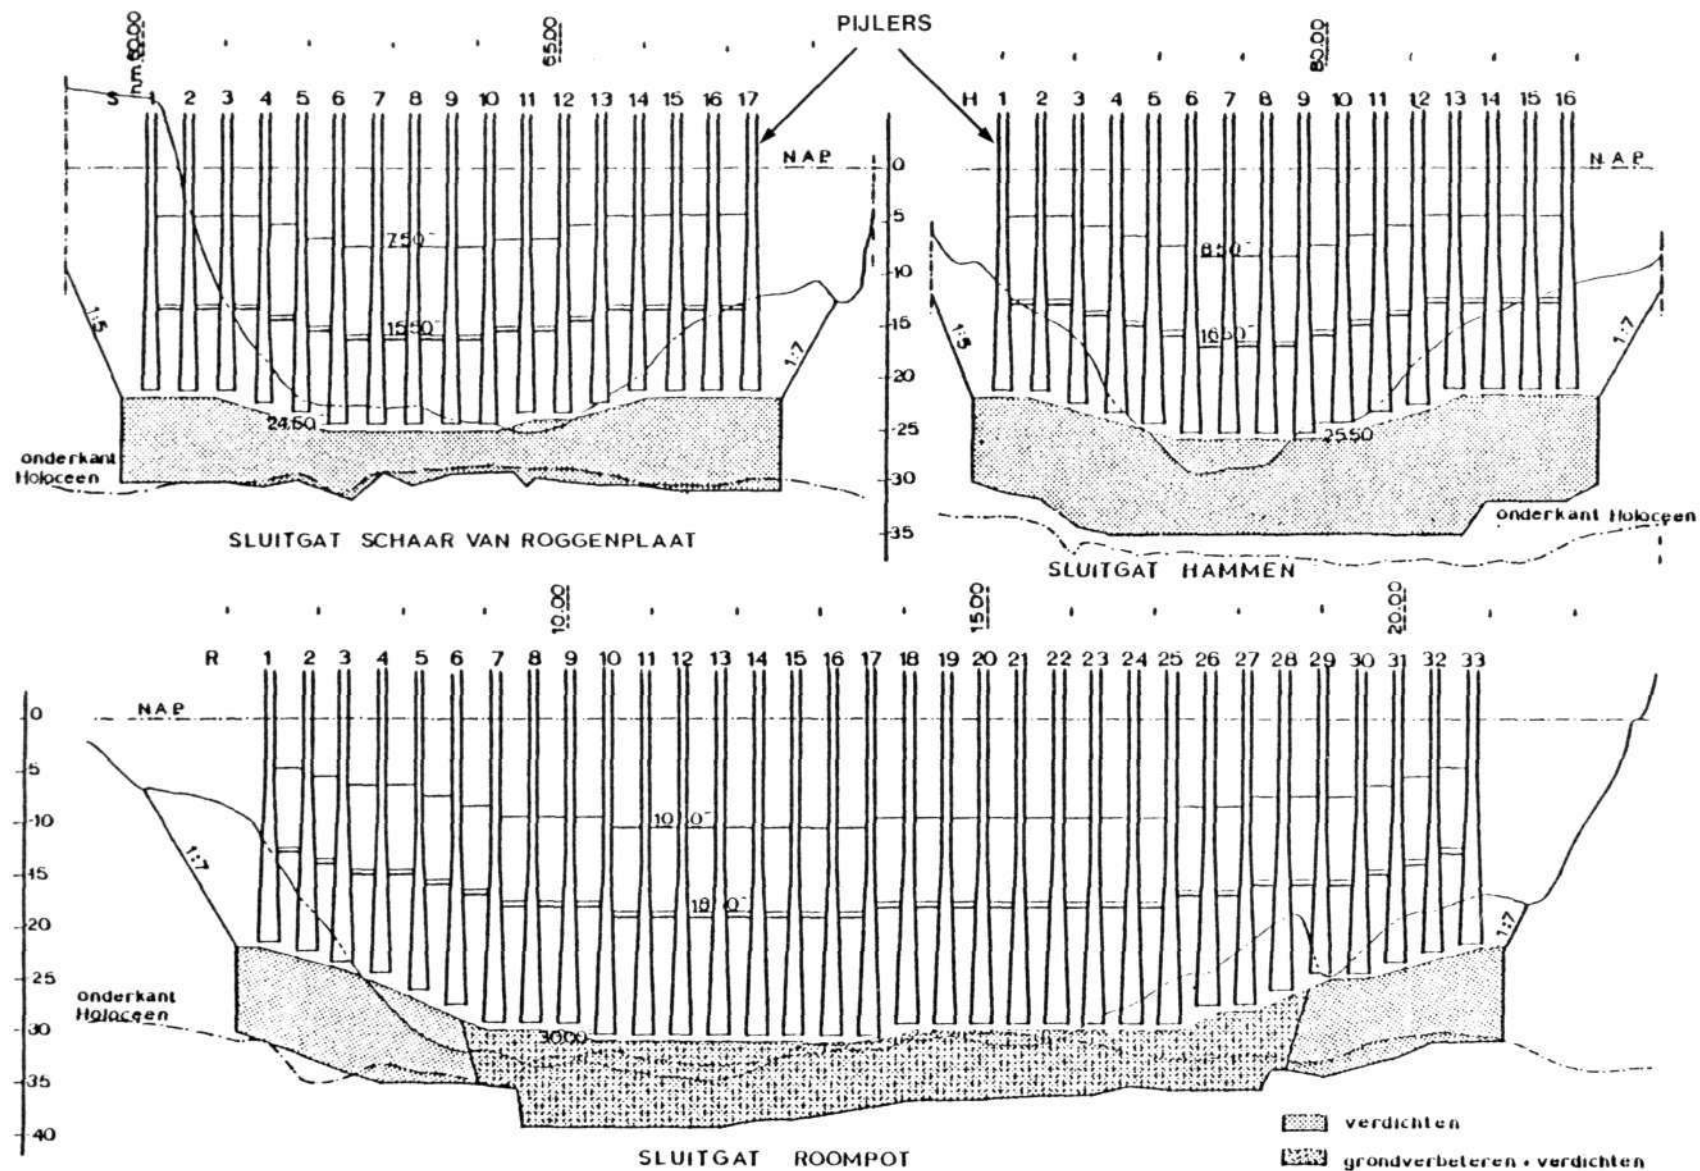 PIJLERS
n.m. 60.00
65.00
80.00
S 1 2 3 4 5 6 7 8 9 10 11 12 13 14 15 16 17
H 1 2 3 4 5 6 7 8 9 10 11 12 13 14 15 16
NAP
0
NAP
5
7.50-
8.50-
10
1:5
15.50-
15
1:7
1:5
16.50-
1:7
20
24.50
25
25.50
onderkant
Holoceen
30
onderkant Holoceen
35
SLUITGAT SCHAAR VAN ROGGENPLAAT
SLUITGAT HAMMEN
10.00
15.00
20.00
R 1 2 3 4 5 6 7 8 9 10 11 12 13 14 15 16 17 18 19 20 21 22 23 24 25 26 27 28 29 30 31 32 33
0
NAP
5
10
1:7
15
20
1:7
25
onderkant
Holoceen
30
30.00
35
40
SLUITGAT ROOMPOT
verdichten
grondverbeteren + verdichten